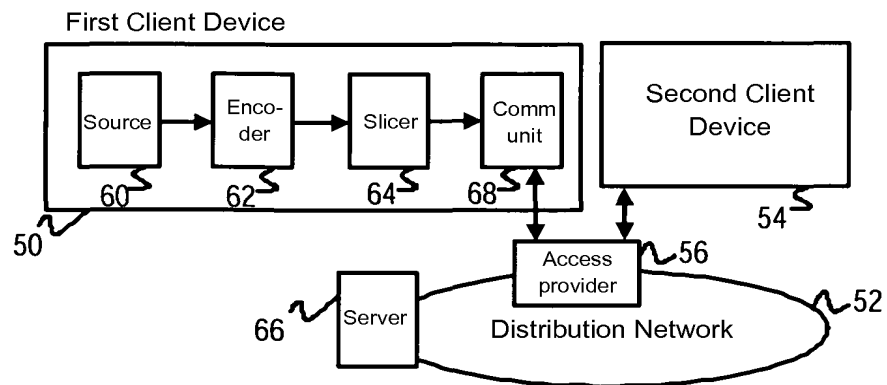 First Client Device
Source
Enco-
der
Slicer
Comm
unit
60
62
64
68
50
Second Client
Device
54
Access
provider
56
Server
66
Distribution Network
52